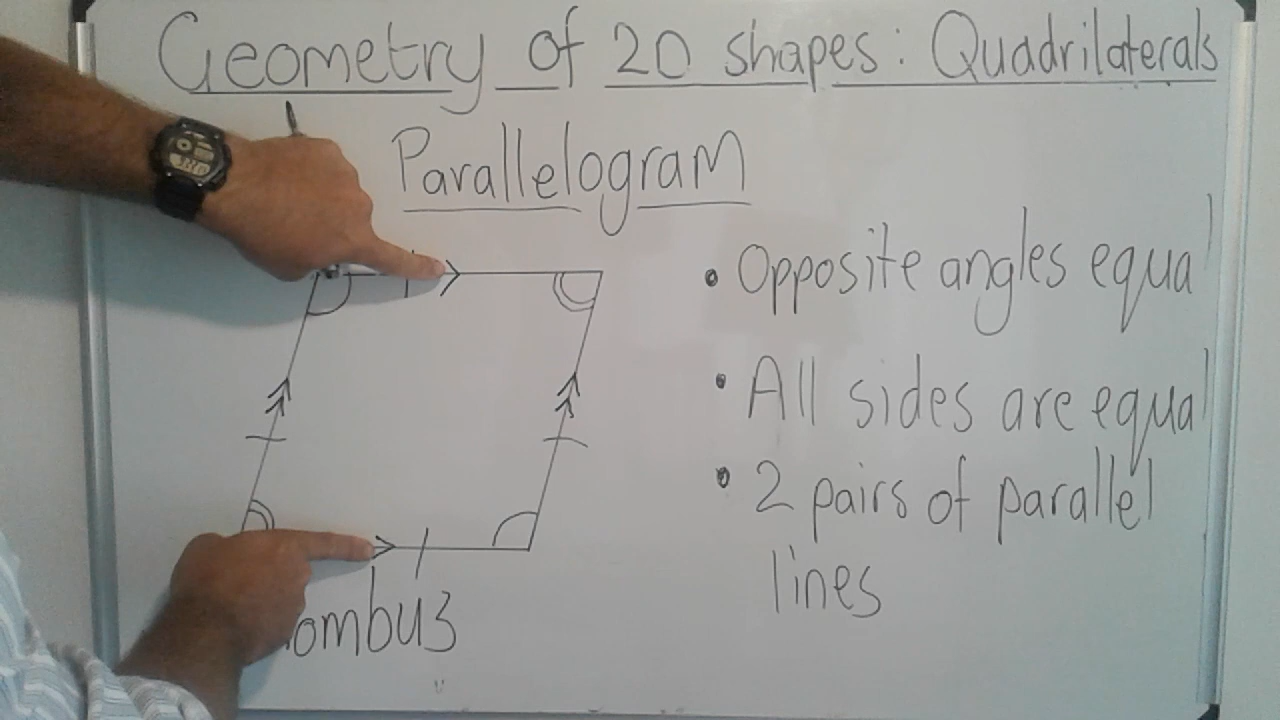 Geometry of 2D shapes: Quadrilaterals
Parallelogram
• Opposite angles equal
• All sides are equal
• 2 pairs of parallel
lines
ombus